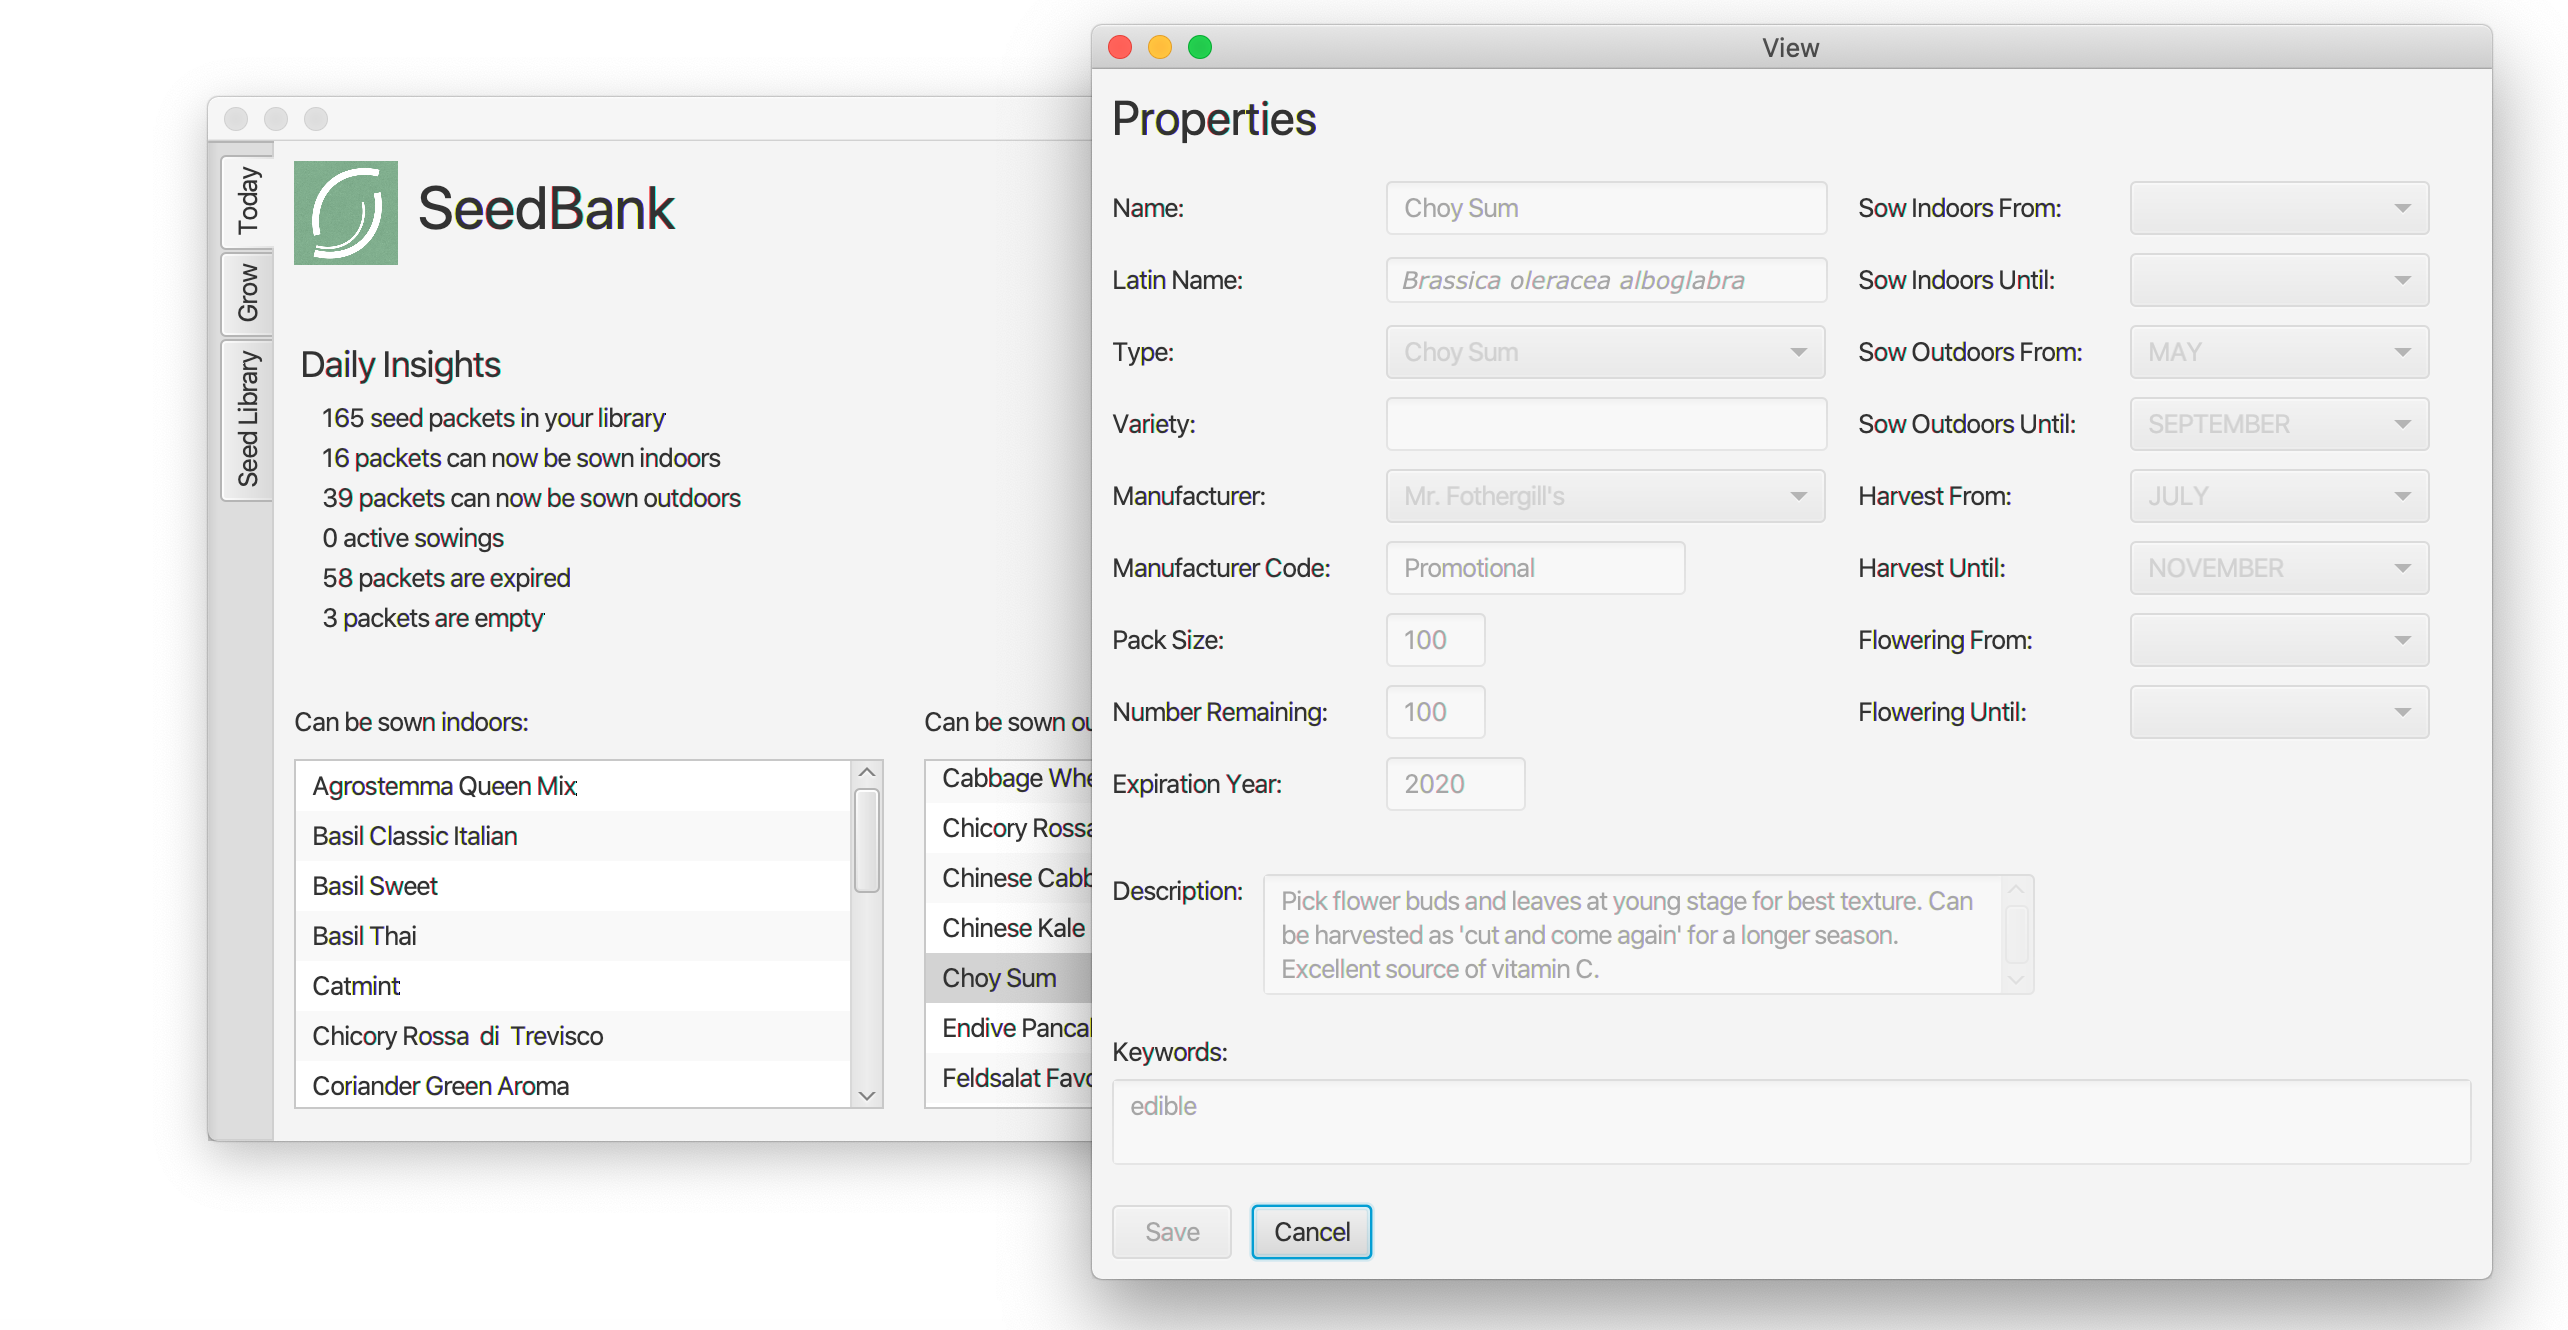 Today
Grow
Seed Library
SeedBank
Daily Insights
165 seed packets in your library
16 packets can now be sown indoors
39 packets can now be sown outdoors
0 active sowings
58 packets are expired
3 packets are empty
Can be sown indoors:
Agrostemma Queen Mix
Basil Classic Italian
Basil Sweet
Basil Thai
Catmint
Chicory Rossa di Trevisco
Coriander Green Aroma
Can be sown
Cabbage
Chicory Rossa
Chinese
Chinese Kale
Choy Sum
Endive
Feldsalat
View
Properties
Name: Choy Sum
Latin Name: Brassica oleracea alboglabra
Type: Choy Sum
Variety:
Manufacturer: Mr. Fothergill's
Manufacturer Code: Promotional
Pack Size: 100
Number Remaining: 100
Expiration Year: 2020
Sow Indoors From:
Sow Indoors Until:
Sow Outdoors From: MAY
Sow Outdoors Until: SEPTEMBER
Harvest From: JULY
Harvest Until: NOVEMBER
Flowering From:
Flowering Until:
Description: Pick flower buds and leaves at young stage for best texture. Can
be harvested as 'cut and come again' for a longer season.
Excellent source of vitamin C.
Keywords:
edible
Save Cancel